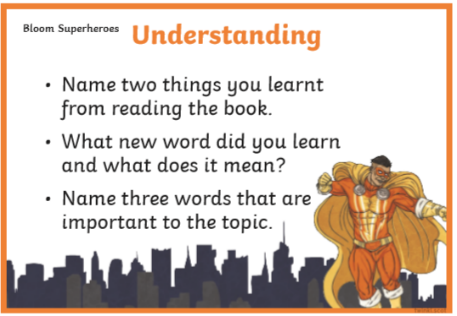 Bloom Superheroes
Understanding
• Name two things you learnt
from reading the book.
• What new word did you learn
and what does it mean?
• Name three words that are
important to the topic.